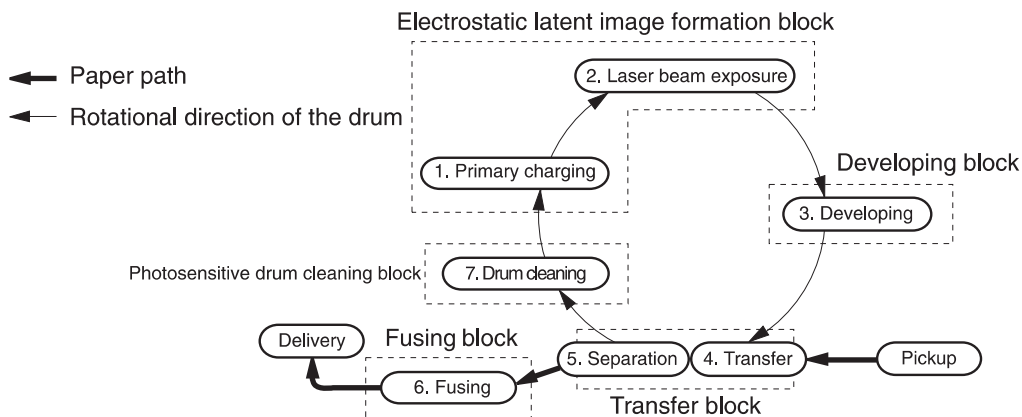 Electrostatic latent image formation block
Paper path
2. Laser beam exposure
Rotational direction of the drum
1. Primary charging
Developing block
3. Developing
Photosensitive drum cleaning block
7. Drum cleaning
Delivery
Fusing block
5. Separation
4. Transfer
Pickup
6. Fusing
Transfer block